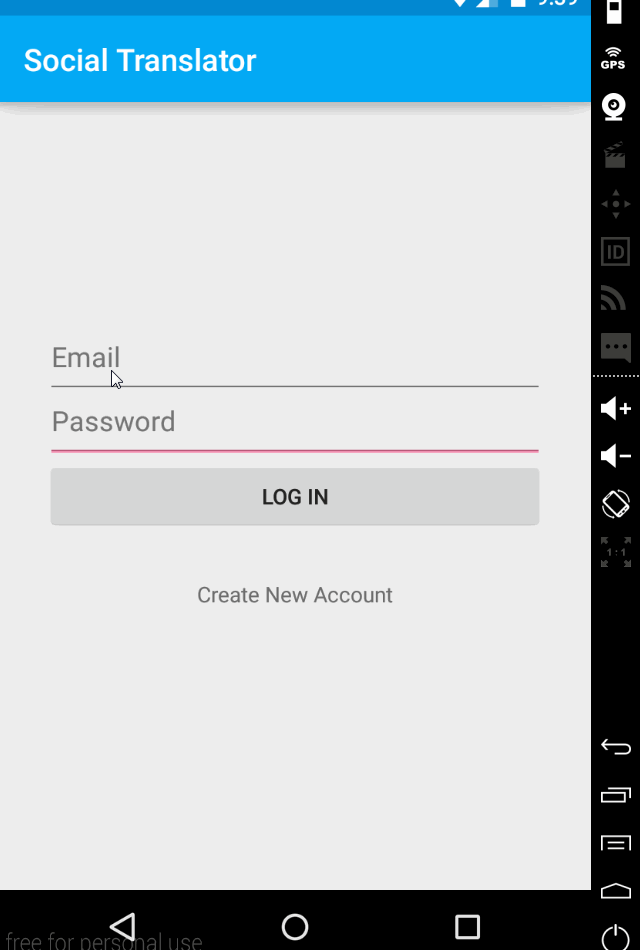 Social Translator
GPS
ID
Email
Password
LOG IN
1:1
Create New Account
free for personal use